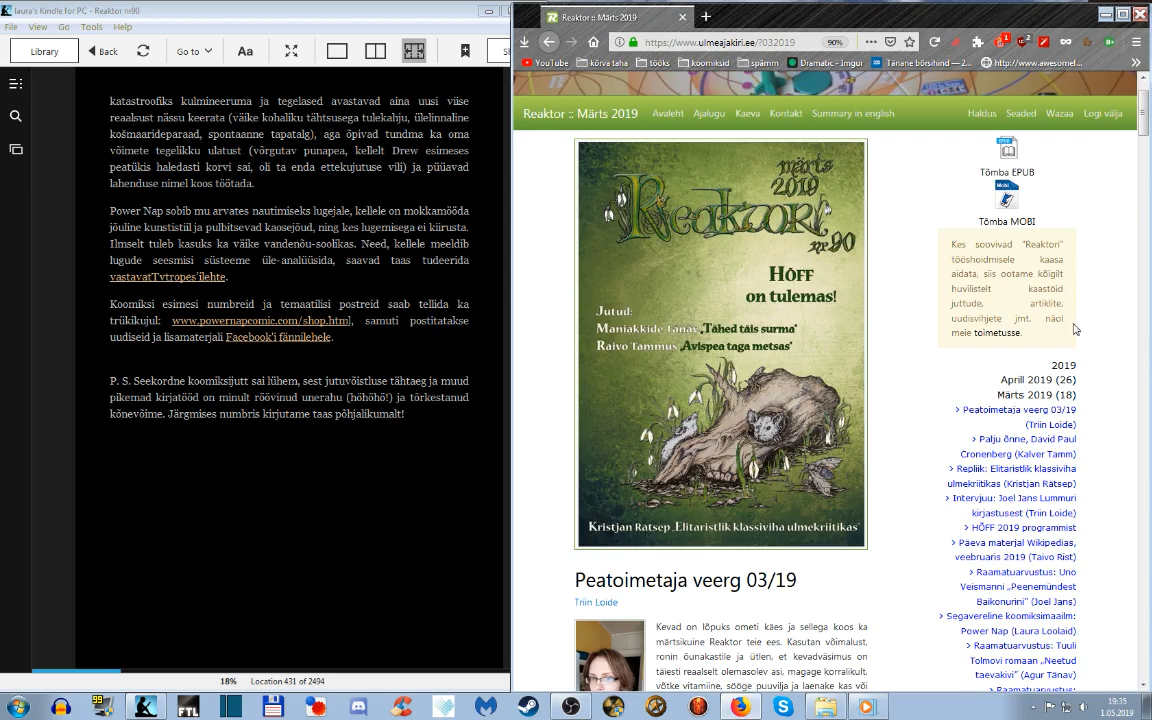 laura's Kindle for PC - Reaktor nr90
File View Go Tools Help
Library Back Go to Aa
katastroofiks kulmineeruma ja tegelased avastavad aina uusi viise
reaalsust nässu keerata (väike kohaliku tähtsusega tulekahju, ülelinnaline
košmaarideparaad, spontaanne tapatalg), aga õpivad tundma ka oma
võimete tegelikku ulatust (võrgutav punapea, kellelt Drew esimeses
peatükis haledasti korvi sai, oli ta enda ettekujutuse vili) ja püüavad
lahenduse nimel koos töötada.
Power Nap sobib mu arvates nautimiseks lugejale, kellele on mokkamööda
jõuline kunstistiil ja pulbitsevad kaosejõud, ning kes lugemisega ei kiirusta.
Ilmselt tuleb kasuks ka väike vandenõu-soolikas. Need, kellele meeldib
lugude seesmisi süsteeme üle-analüüsida, saavad taas tudeerida
vastavatTvtropes'ilehte.
Koomiksi esimesi numbreid ja temaatilisi postreid saab tellida ka
trükikujul: www.powernapcomic.com/shop.html, samuti postitatakse
uudiseid ja lisamaterjali Facebook'i fännilehele.
P. S. Seekordne koomiksijutt sai lühem, sest jutuvõistluse tähtaeg ja muud
pikemad kirjatööd on minult röövinud unerahu (höhöhö!) ja tõrkestanud
kõnevõime. Järgmises numbris kirjutame taas põhjalikumalt!
18% Location 431 of 2494
Reaktor :: Märts 2019
https://www.ulmeajakiri.ee/?032019 90%
YouTube kõrva taha tööks koomiksid spämm Dramatic - Imgur Tänane börsihind — 2... http://www.awesomel...
Reaktor :: Märts 2019 Avaleht Ajalugu Kaeva Kontakt Summary in english Haldus Seaded Wazaa Logi välja
märts
2019
Reaktor
nr 90
HÕFF
on tulemas!
Jutud:
Maniakkide Tänav „Tähed täis surma"
Raivo Tammus „Avispea taga metsas"
Kristjan Rätsep „Elitaristlik klassiviha ulmekriitikas"
Peatoimetaja veerg 03/19
Triin Loide
Kevad on lõpuks ometi käes ja sellega koos ka
märtsikuine Reaktor teie ees. Kasutan võimalust,
ronin õunakastile ja ütlen, et kevadväsimus on
täiesti reaalselt olemasolev asi, magage korralikult,
võtke vitamiine, sööge puuvilja ja laenake kas või
EPUB
Tõmba EPUB
Mobi
Tõmba MOBI
Kes soovivad "Reaktori"
tööshoidmisele kaasa
aidata, siis ootame kõigilt
huvilistelt kaastöid
juttude, artiklite,
uudisvihjete jmt. näol
meie toimetusse.
2019
Aprill 2019 (26)
Märts 2019 (18)
> Peatoimetaja veerg 03/19
(Triin Loide)
> Palju õnne, David Paul
Cronenberg (Kalver Tamm)
> Repliik: Elitaristlik klassiviha
ulmekriitikas (Kristjan Rätsep)
> Intervjuu: Joel Jans Lummuri
kirjastusest (Triin Loide)
> HÕFF 2019 programmist
> Päeva materjal Wikipedias,
veebruaris 2019 (Taivo Rist)
> Raamatuarvustus: Uno
Veismanni „Peenemündest
Baikonurini" (Joel Jans)
> Segavereline koomiksimaailm:
Power Nap (Laura Loolaid)
> Raamatuarvustus: Tuuli
Tolmovi romaan „Neetud
taevakivi" (Agur Tänav)
> Raamatuarvustus:
FTL
19:35
1.05.2019